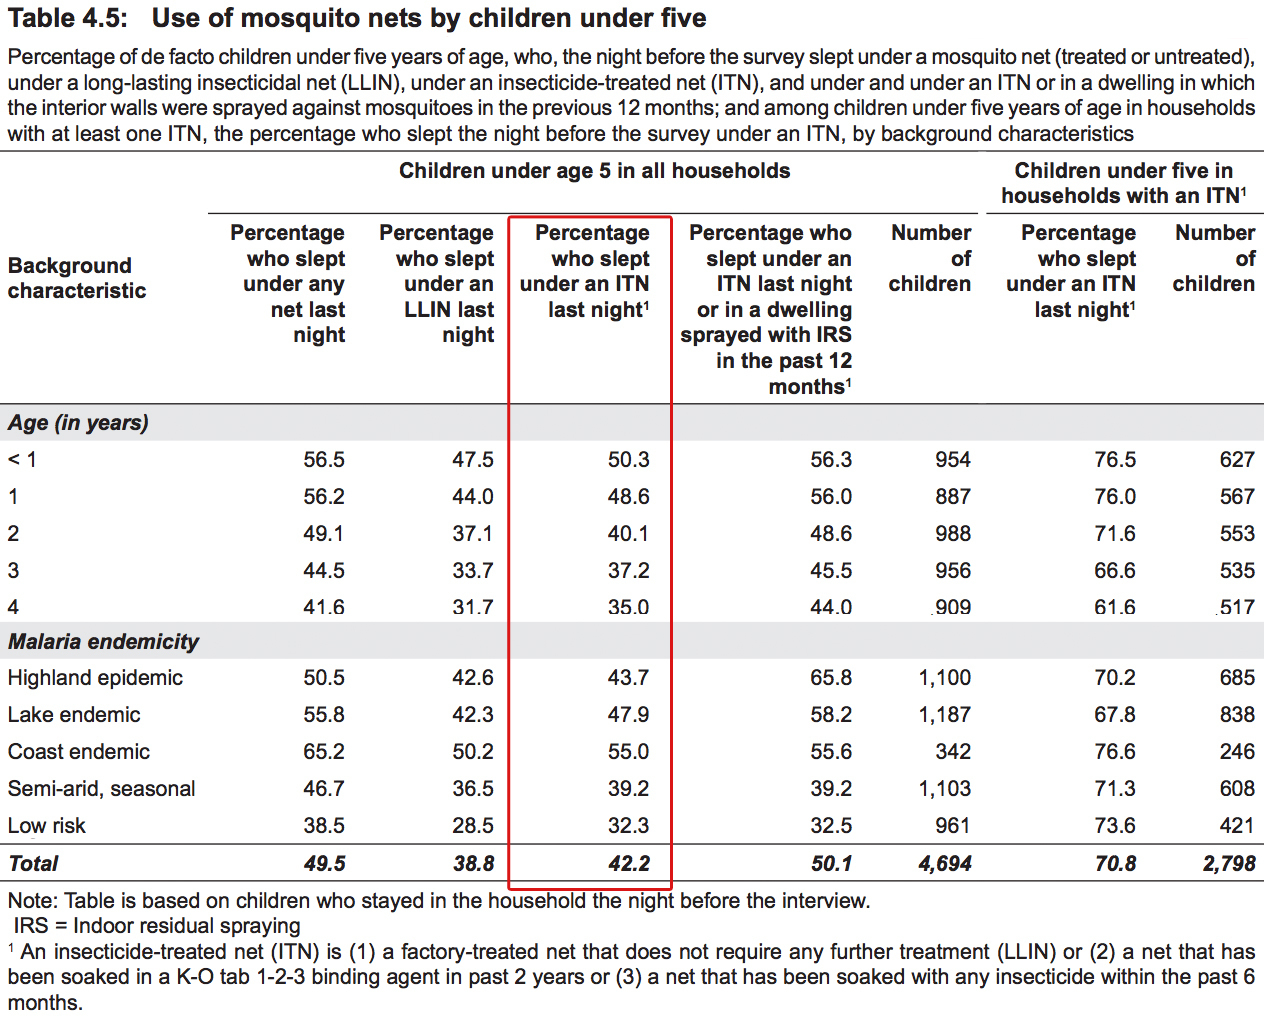 Table 4.5: Use of mosquito nets by children under five
Percentage of de facto children under five years of age, who, the night before the survey slept under a mosquito net (treated or untreated),
under a long-lasting insecticidal net (LLIN), under an insecticide-treated net (ITN), and under and under an ITN or in a dwelling in which
the interior walls were sprayed against mosquitoes in the previous 12 months; and among children under five years of age in households
with at least one ITN, the percentage who slept the night before the survey under an ITN, by background characteristics
Children under age 5 in all households
Children under five in
households with an ITN¹
Background
characteristic
Percentage
who slept
under any
net last
night
Percentage
who slept
under an
LLIN last
night
Percentage
who slept
under an ITN
last night¹
Percentage who
slept under an
ITN last night
or in a dwelling
sprayed with IRS
in the past 12
months¹
Number
of
children
Percentage
who slept
under an ITN
last night¹
Number
of
children
Age (in years)
< 1 56.5 47.5 50.3 56.3 954 76.5 627
1 56.2 44.0 48.6 56.0 887 76.0 567
2 49.1 37.1 40.1 48.6 988 71.6 553
3 44.5 33.7 37.2 45.5 956 66.6 535
4 41.6 31.7 35.0 44.0 909 61.6 517
Malaria endemicity
Highland epidemic 50.5 42.6 43.7 65.8 1,100 70.2 685
Lake endemic 55.8 42.3 47.9 58.2 1,187 67.8 838
Coast endemic 65.2 50.2 55.0 55.6 342 76.6 246
Semi-arid, seasonal 46.7 36.5 39.2 39.2 1,103 71.3 608
Low risk 38.5 28.5 32.3 32.5 961 73.6 421
Total 49.5 38.8 42.2 50.1 4,694 70.8 2,798
Note: Table is based on children who stayed in the household the night before the interview.
IRS = Indoor residual spraying
¹ An insecticide-treated net (ITN) is (1) a factory-treated net that does not require any further treatment (LLIN) or (2) a net that has
been soaked in a K-O tab 1-2-3 binding agent in past 2 years or (3) a net that has been soaked with any insecticide within the past 6
months.